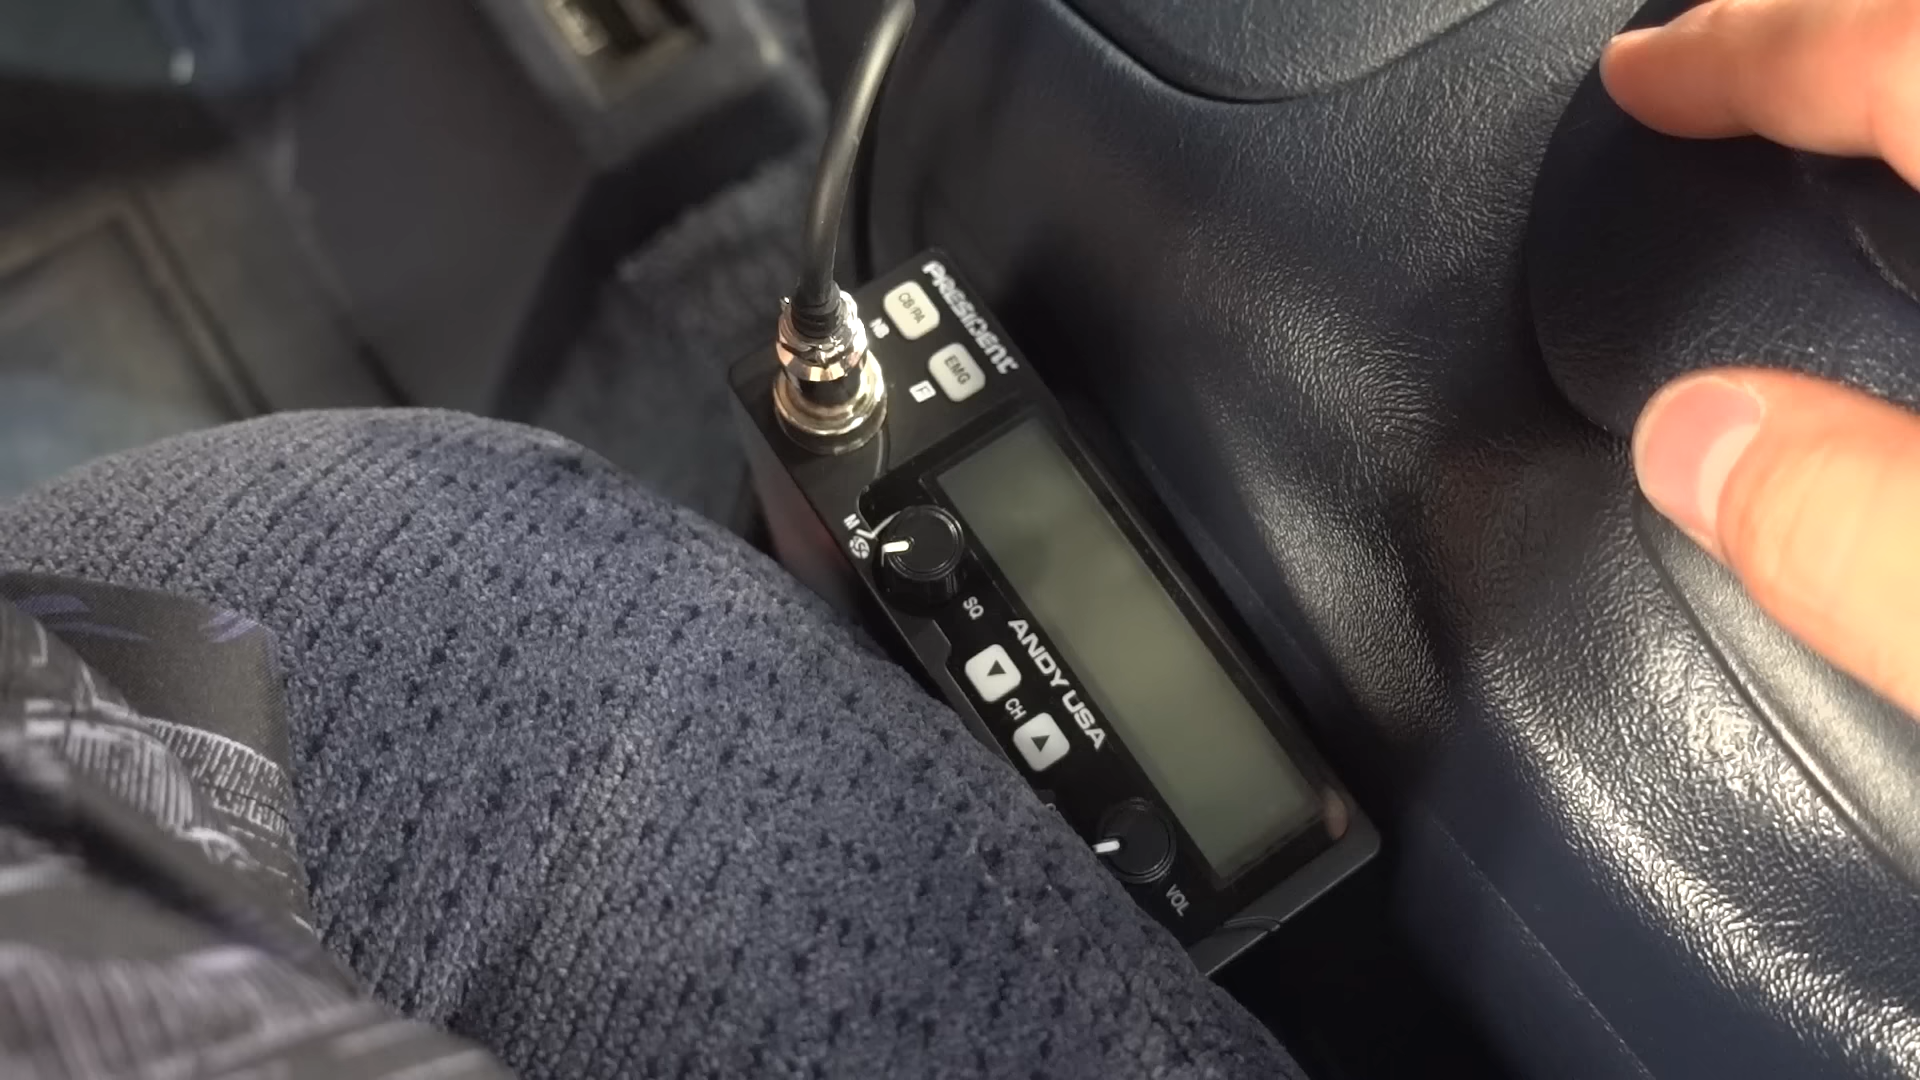 PRESIDENT
CB/PA
NB
EMG
F
M
SQ
ANDY USA
CH
VOL